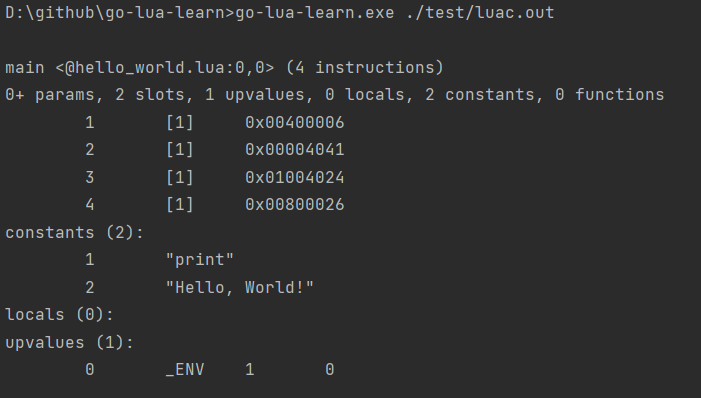 D:\github\go-lua-learn>go-lua-learn.exe ./test/luac.out
main <@hello_world.lua:0,0> (4 instructions)
0+ params, 2 slots, 1 upvalues, 0 locals, 2 constants, 0 functions
1 [1] 0x00400006
2 [1] 0x00004041
3 [1] 0x01004024
4 [1] 0x00800026
constants (2):
1 "print"
2 "Hello, World!"
locals (0):
upvalues (1):
0 _ENV 1 0